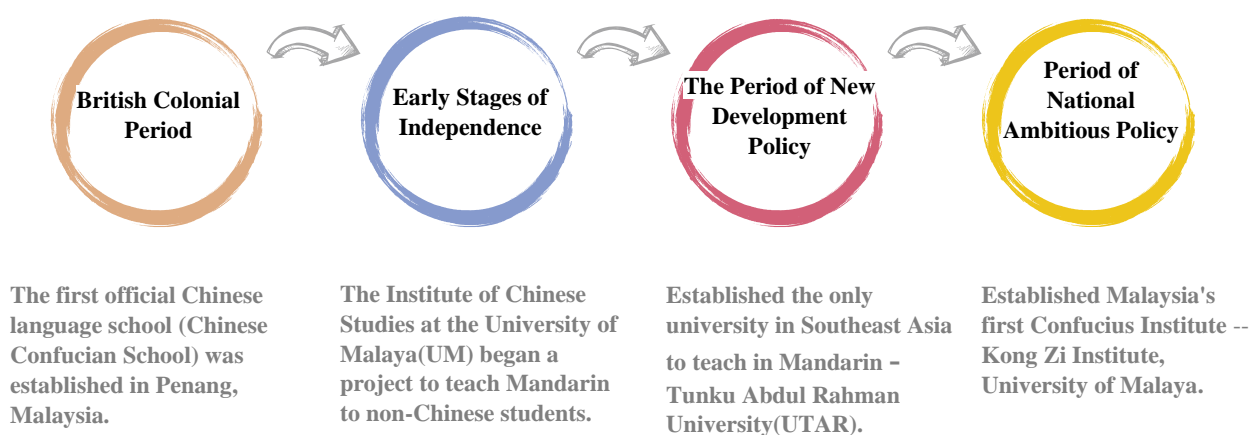 British Colonial
Period
Early Stages of
Independence
The Period of New
Development
Policy
Period of
National
Ambitious Policy
The first official Chinese
language school (Chinese
Confucian School) was
established in Penang,
Malaysia.
The Institute of Chinese
Studies at the University of
Malaya(UM) began a
project to teach Mandarin
to non-Chinese students.
Established the only
university in Southeast Asia
to teach in Mandarin –
Tunku Abdul Rahman
University(UTAR).
Established Malaysia's
first Confucius Institute --
Kong Zi Institute,
University of Malaya.